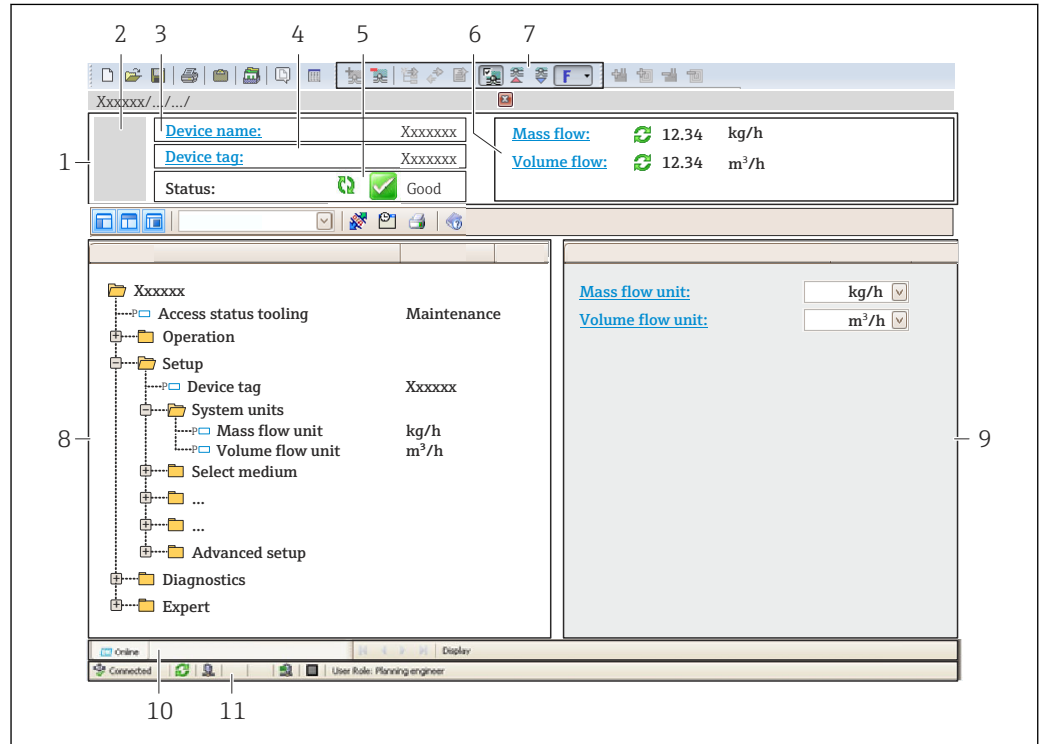 2 3 4 5 6 7
F
Xxxxxx/.../.../
1
Device name: Xxxxxxx
Device tag: Xxxxxxx
Status: Good
Mass flow: 12.34 kg/h
Volume flow: 12.34 m³/h
Xxxxxx
P Access status tooling Maintenance
Operation
Setup
P Device tag Xxxxxx
System units
P Mass flow unit kg/h
P Volume flow unit m³/h
Select medium
...
...
Advanced setup
Diagnostics
Expert
8
Mass flow unit: kg/h
Volume flow unit: m³/h
9
Online Display
Connected User Role: Planning engineer
10 11